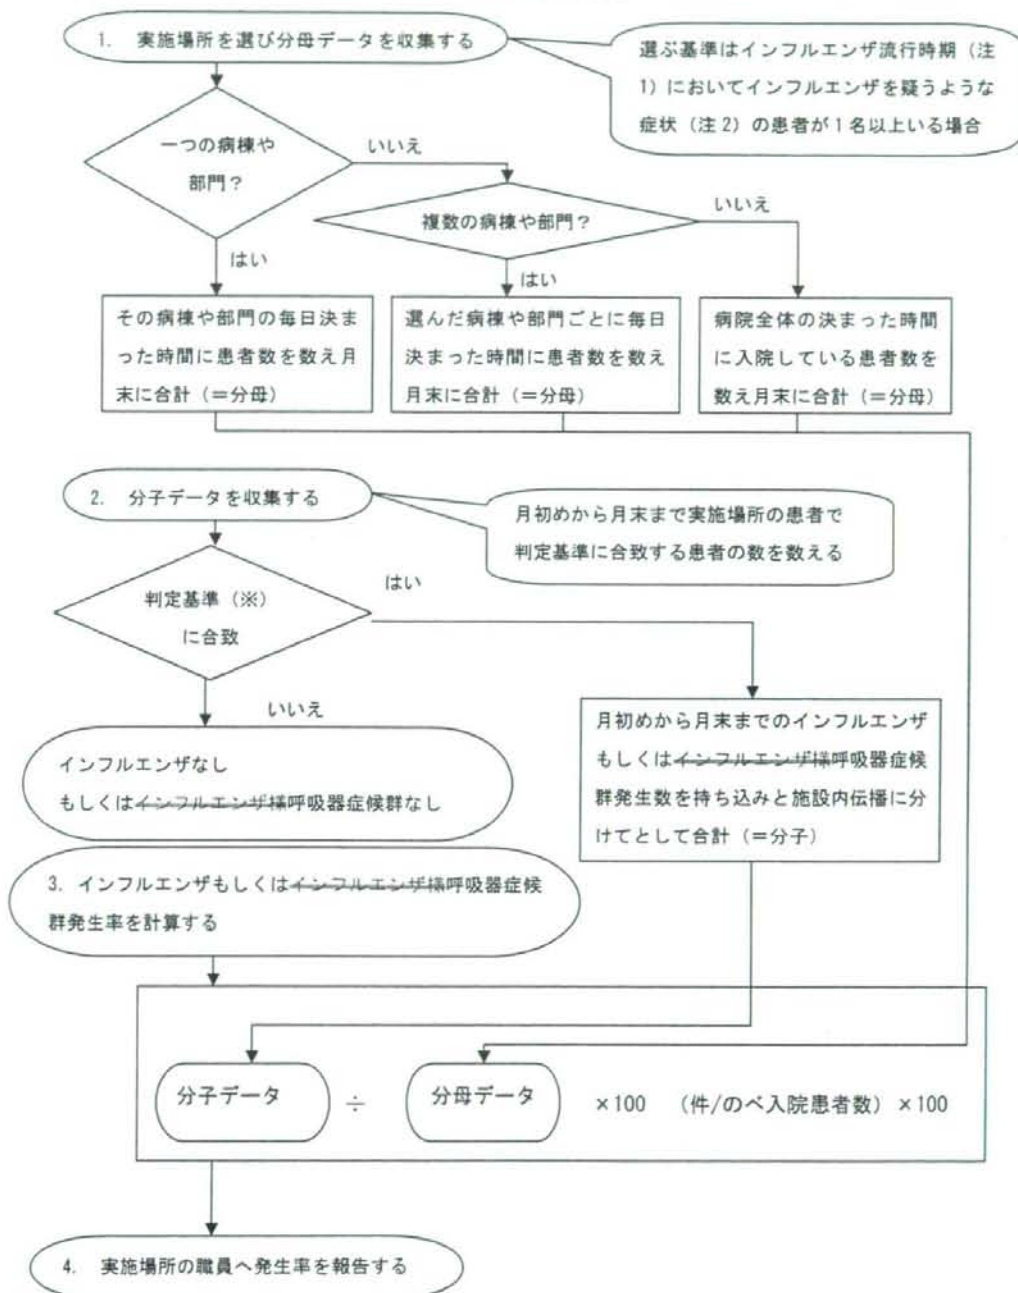 1. 実施場所を選び分母データを収集する
選ぶ基準はインフルエンザ流行時期（注
1）においてインフルエンザを疑うような
症状（注2）の患者が1名以上いる場合
一つの病棟や
部門？
いいえ
複数の病棟や部門？
いいえ
はい
はい
その病棟や部門の毎日決ま
った時間に患者数を数え月
末に合計（＝分母）
選んだ病棟や部門ごとに毎日
決まった時間に患者数を数え
月末に合計（＝分母）
病院全体の決まった時間
に入院している患者数を
数え月末に合計（＝分母）
2. 分子データを収集する
月初めから月末まで実施場所の患者で
判定基準に合致する患者の数を数える
はい
判定基準（※）
に合致
いいえ
インフルエンザなし
もしくはインフルエンザ様呼吸器症候群なし
月初めから月末までのインフルエンザ
もしくはインフルエンザ様呼吸器症候
群発生数を持ち込みと施設内伝播に分
けてとして合計（＝分子）
3. インフルエンザもしくはインフルエンザ様呼吸器症候
群発生率を計算する
分子データ ÷ 分母データ ×100 （件/のべ入院患者数）×100
4. 実施場所の職員へ発生率を報告する